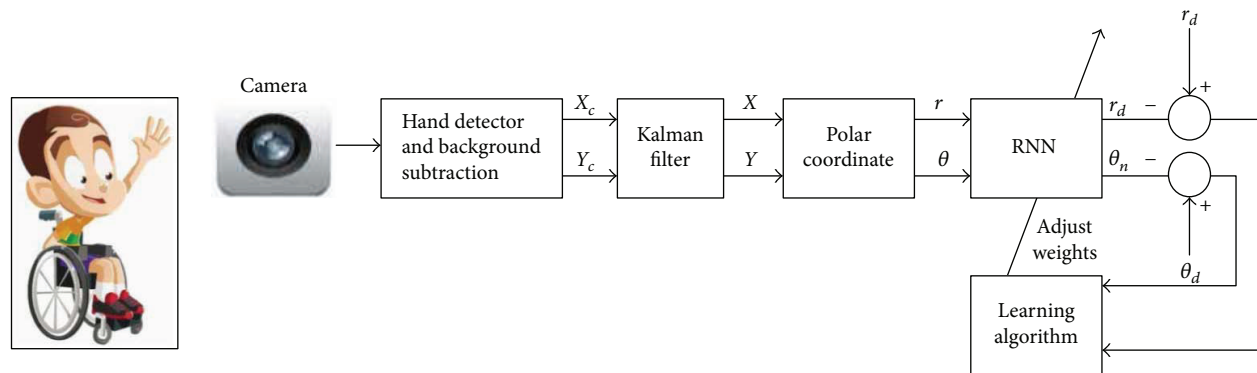 Camera
Hand detector
and background
subtraction
X_c
Y_c
Kalman
filter
X
Y
Polar
coordinate
r
θ
RNN
r_d
−
+
r_d
θ_n
−
+
θ_d
Adjust
weights
Learning
algorithm